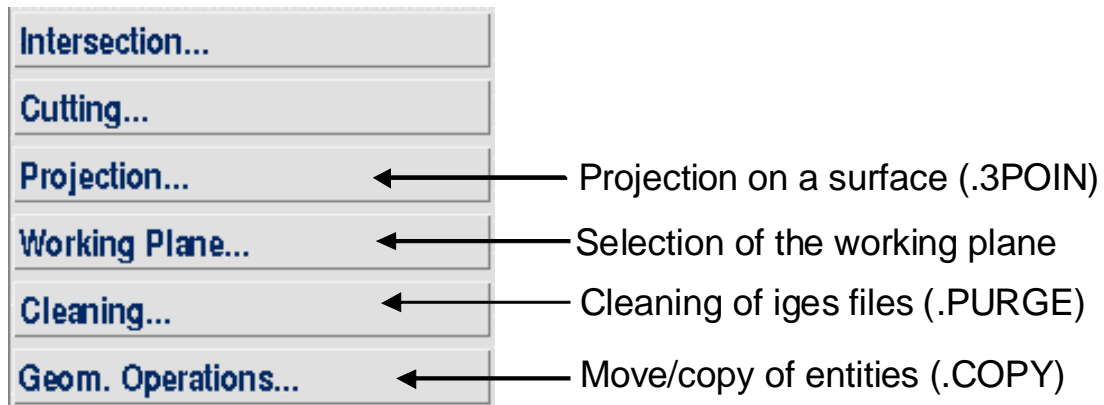 Intersection...
Cutting...
Projection... Projection on a surface (.3POIN)
Working Plane... Selection of the working plane
Cleaning... Cleaning of iges files (.PURGE)
Geom. Operations... Move/copy of entities (.COPY)